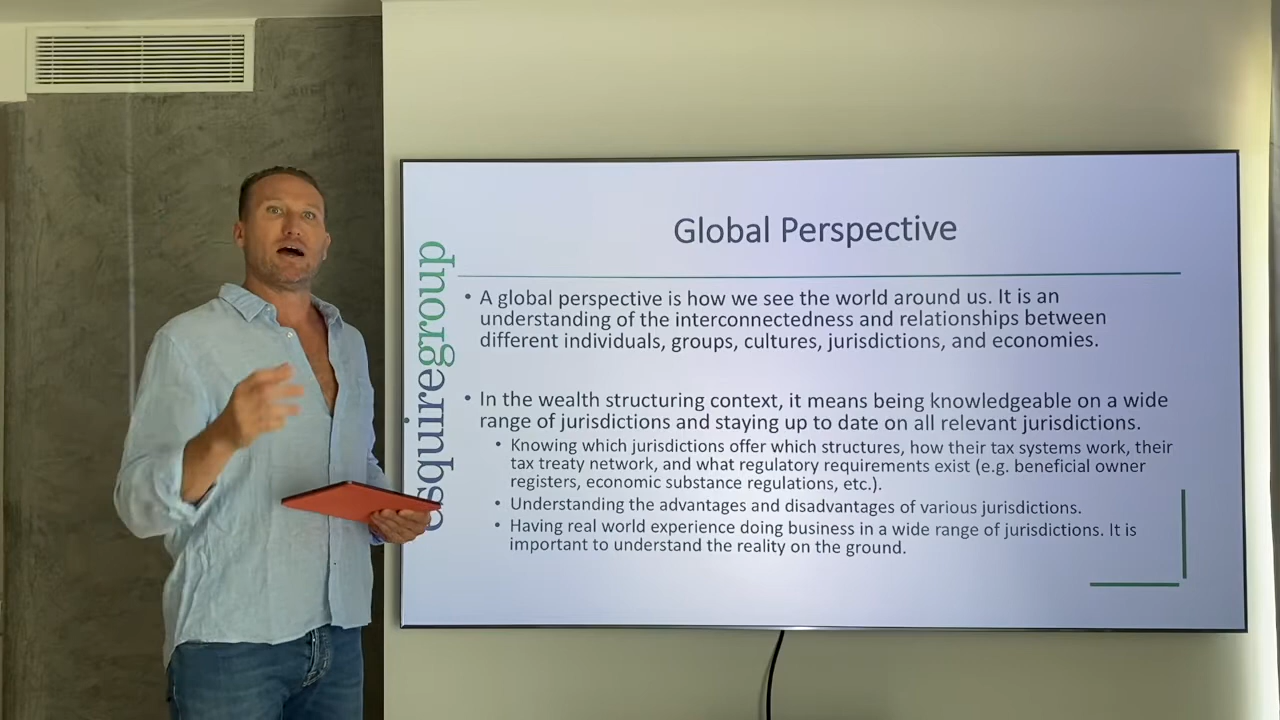 Global Perspective
esquiregroup
• A global perspective is how we see the world around us. It is an
understanding of the interconnectedness and relationships between
different individuals, groups, cultures, jurisdictions, and economies.
• In the wealth structuring context, it means being knowledgeable on a wide
range of jurisdictions and staying up to date on all relevant jurisdictions.
• Knowing which jurisdictions offer which structures, how their tax systems work, their
tax treaty network, and what regulatory requirements exist (e.g. beneficial owner
registers, economic substance regulations, etc.).
• Understanding the advantages and disadvantages of various jurisdictions.
• Having real world experience doing business in a wide range of jurisdictions. It is
important to understand the reality on the ground.